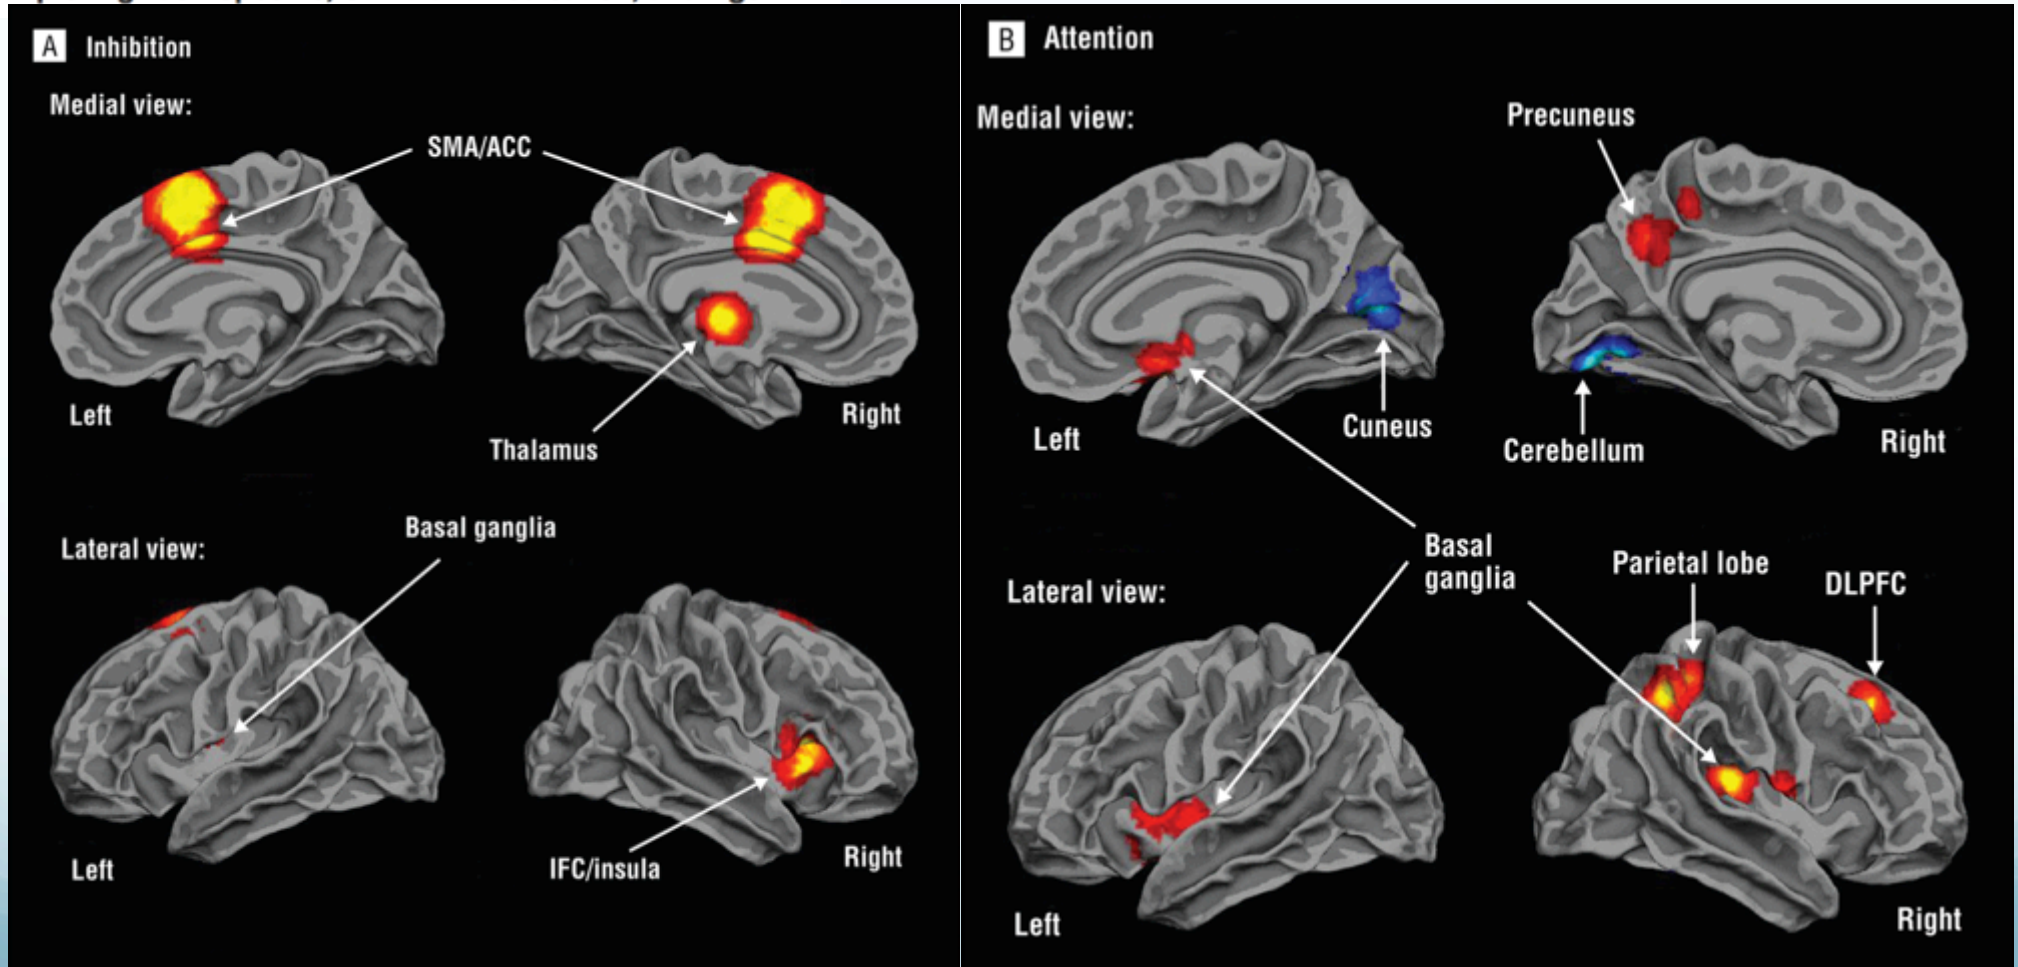 A Inhibition
Medial view:
SMA/ACC
Left
Right
Thalamus
Basal ganglia
Lateral view:
IFC/insula
Left
Right
B Attention
Medial view:
Precuneus
Left
Cuneus
Cerebellum
Right
Basal
ganglia
Lateral view:
Parietal lobe
DLPFC
Left
Right